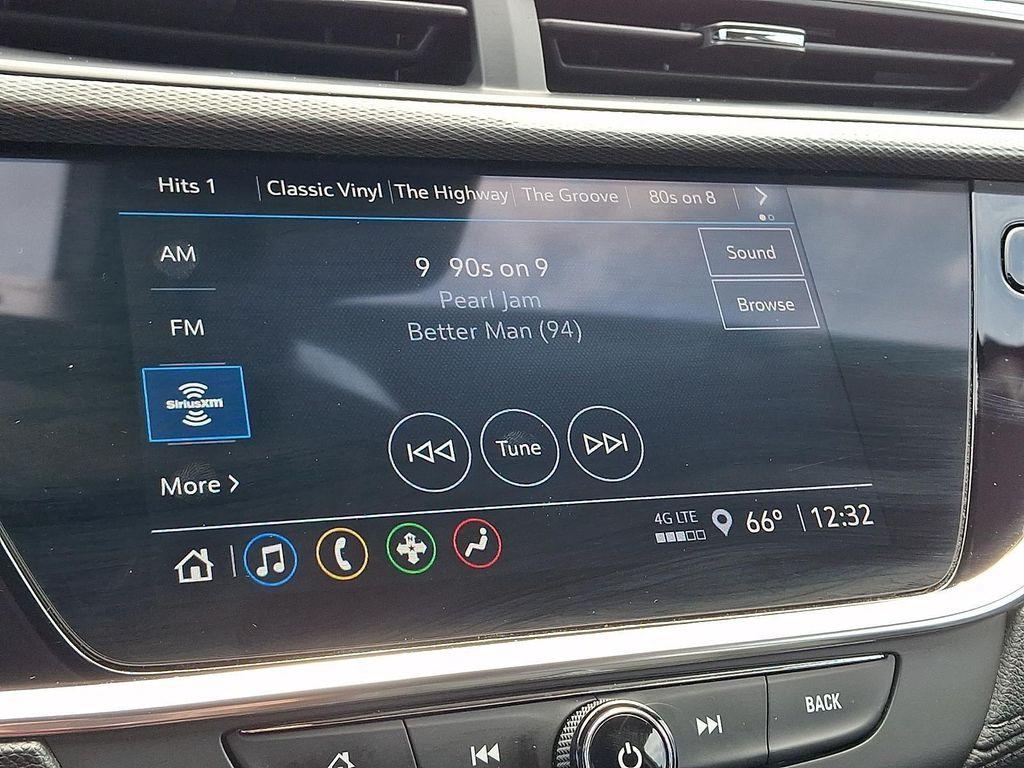 Hits 1 Classic Vinyl The Highway The Groove 80s on 8
AM
9 90s on 9
Sound
Pearl Jam
Browse
Better Man (94)
FM
SiriusXM
Tune
More
4G LTE 66° 12:32
BACK